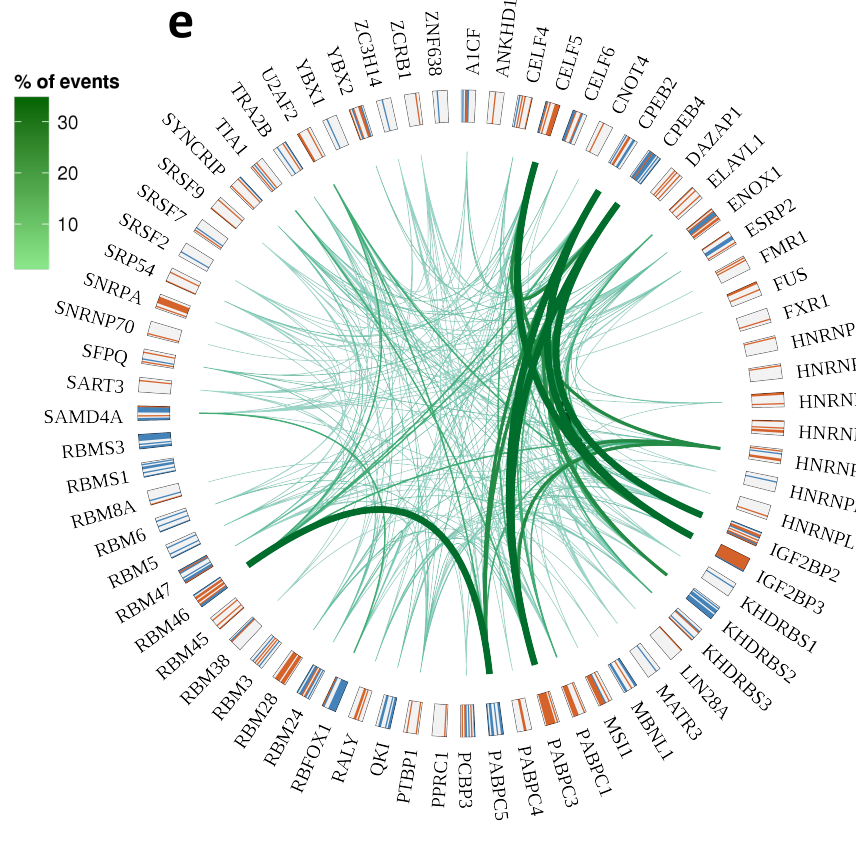 e
% of events
30
20
10
A1CF
ANKHD1
CELF4
CELF5
CELF6
CNOT4
CPEB2
CPEB4
DAZAP1
ELAVL1
ENOX1
ESRP2
FMR1
FUS
FXR1
HNRNPL
IGF2BP2
IGF2BP3
KHDRBS1
KHDRBS2
KHDRBS3
LIN28A
MATR3
MBNL1
MSI1
PABPC1
PABPC3
PABPC4
PABPC5
PCBP3
PPRC1
PTBP1
QKI
RALY
RBFOX1
RBM24
RBM28
RBM3
RBM38
RBM45
RBM46
RBM47
RBM5
RBM6
RBM8A
RBMS1
RBMS3
SAMD4A
SART3
SFPQ
SNRNP70
SNRPA
SRP54
SRSF2
SRSF7
SRSF9
SYNCRIP
TIA1
TRA2B
U2AF2
YBX1
YBX2
ZC3H14
ZCRB1
ZNF638